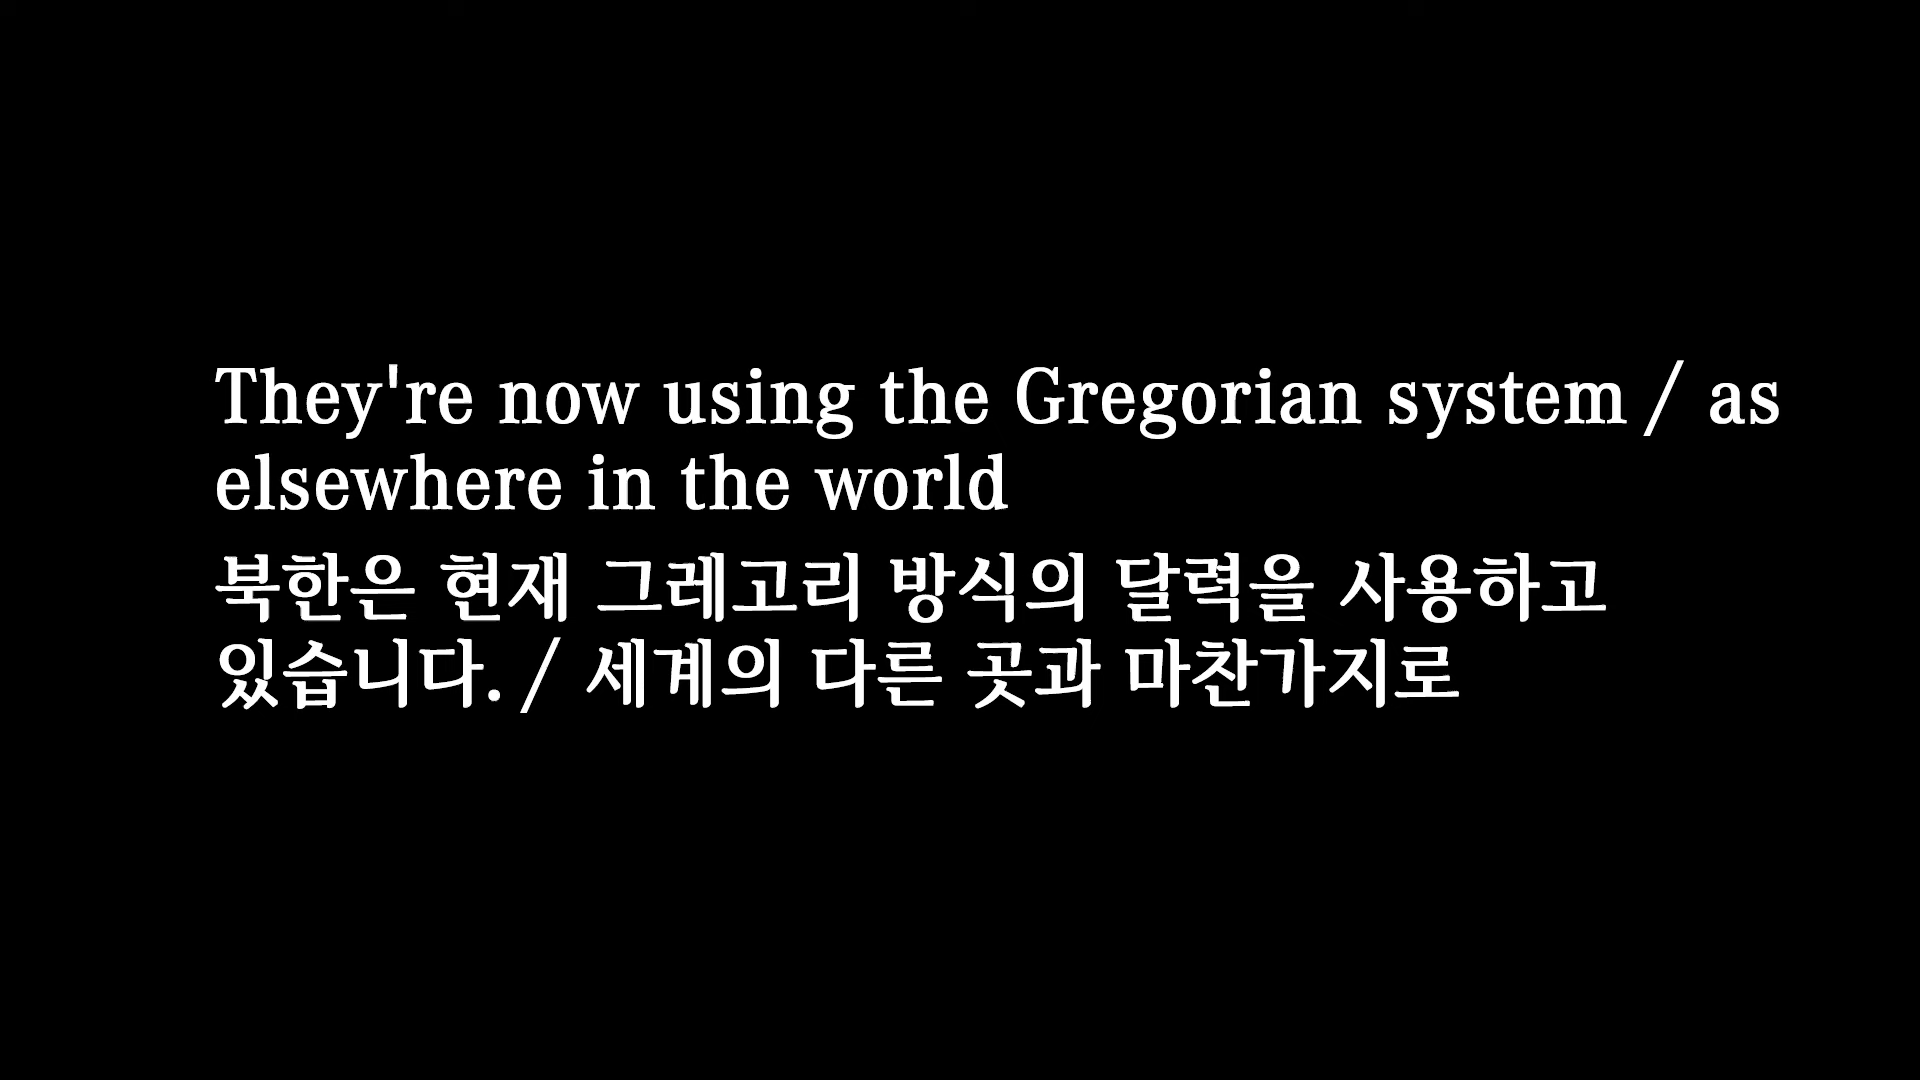 They're now using the Gregorian system / as
elsewhere in the world
북한은 현재 그레고리 방식의 달력을 사용하고
있습니다. / 세계의 다른 곳과 마찬가지로